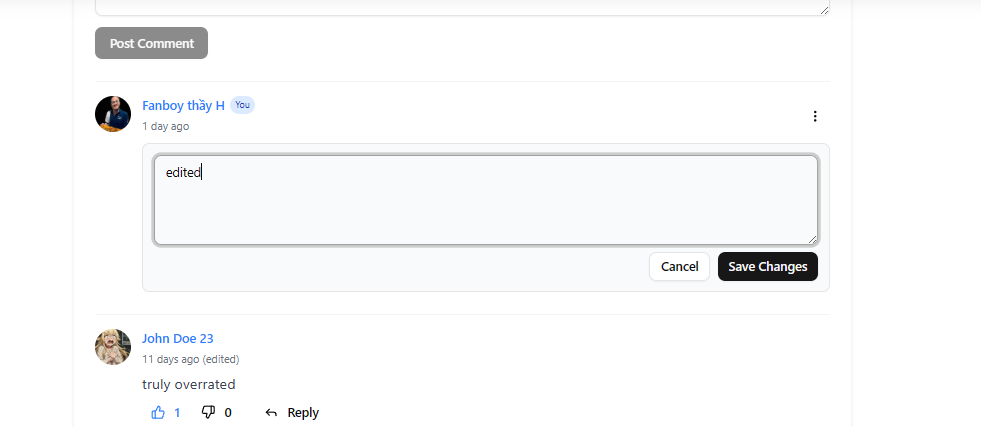 Post Comment
Fanboy thầy H You
1 day ago
edited
Cancel Save Changes
John Doe 23
11 days ago (edited)
truly overrated
1 0 Reply